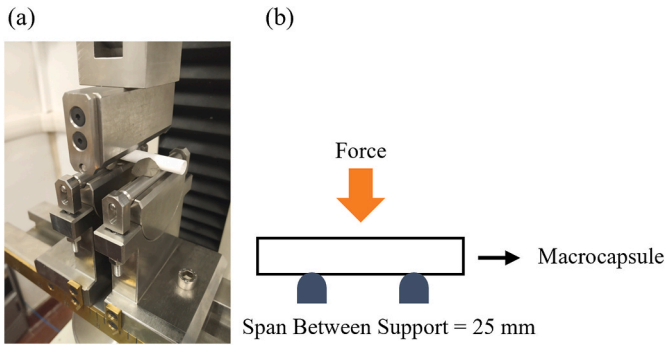 (a)
(b)
Force
Macrocapsule
Span Between Support = 25 mm